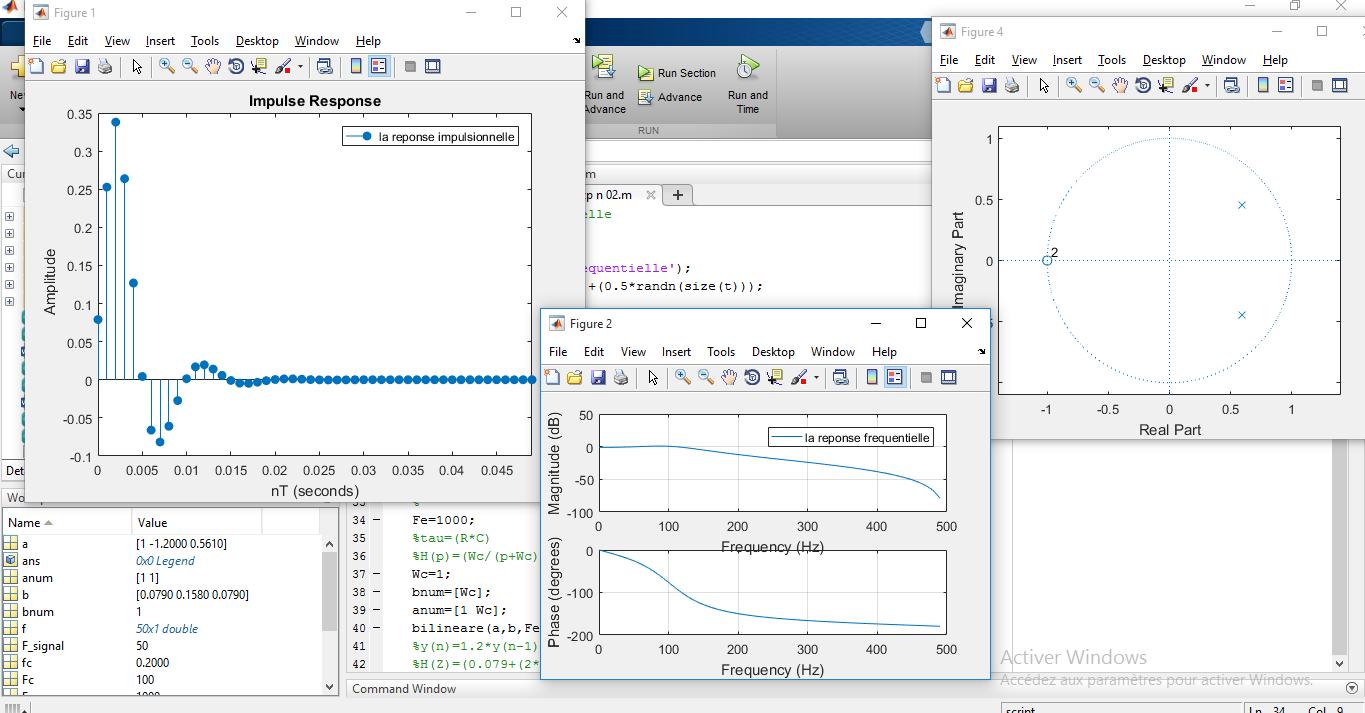 Figure 1
File Edit View Insert Tools Desktop Window Help
Impulse Response
la reponse impulsionnelle
0.35
0.3
0.25
0.2
0.15
0.1
0.05
0
-0.05
-0.1
Amplitude
0 0.005 0.01 0.015 0.02 0.025 0.03 0.035 0.04 0.045
nT (seconds)
Run and
Advance
Run Section
Advance
Run and
Time
RUN
p n 02.m
elle
equentielle');
+(0.5*randn(size(t)));
Figure 4
File Edit View Insert Tools Desktop Window Help
1
0.5
0
2
Imaginary Part
-1 -0.5 0 0.5 1
Real Part
Figure 2
File Edit View Insert Tools Desktop Window Help
la reponse frequentielle
50
0
-50
-100
Magnitude (dB)
0 100 200 300 400 500
Frequency (Hz)
0
-100
-200
Phase (degrees)
0 100 200 300 400 500
Frequency (Hz)
Name Value
a [1 -1.2000 0.5610]
ans 0x0 Legend
anum [1 1]
b [0.0790 0.1580 0.0790]
bnum 1
f 50x1 double
F_signal 50
fc 0.2000
Fc 100
34 Fe=1000;
35 %tau=(R*C)
36 %H(p)=(Wc/(p+Wc)
37 Wc=1;
38 bnum=[Wc];
39 anum=[1 Wc];
40 bilineare(a,b,Fe
41 %y(n)=1.2*y(n-1)
42 %H(Z)=(0.079+(2*
Command Window
Activer Windows
Accédez aux paramètres pour activer Windows.
script
Ln 34 Col 9